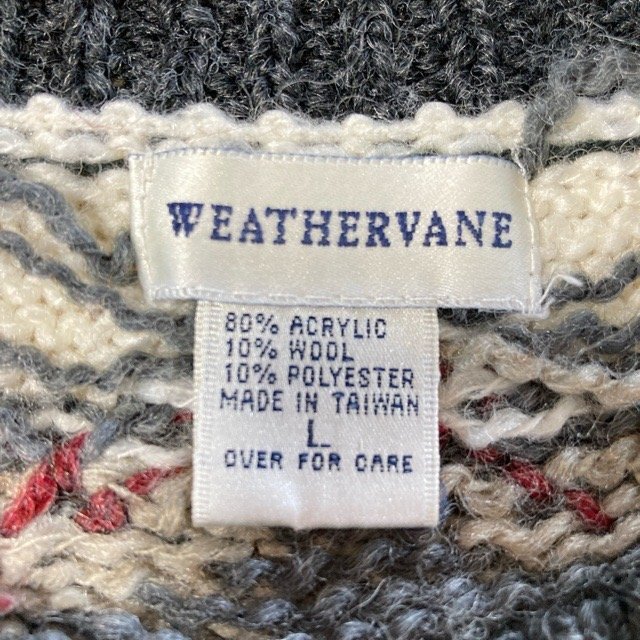 WEATHERVANE
80% ACRYLIC
10% WOOL
10% POLYESTER
MADE IN TAIWAN
L
OVER FOR CARE